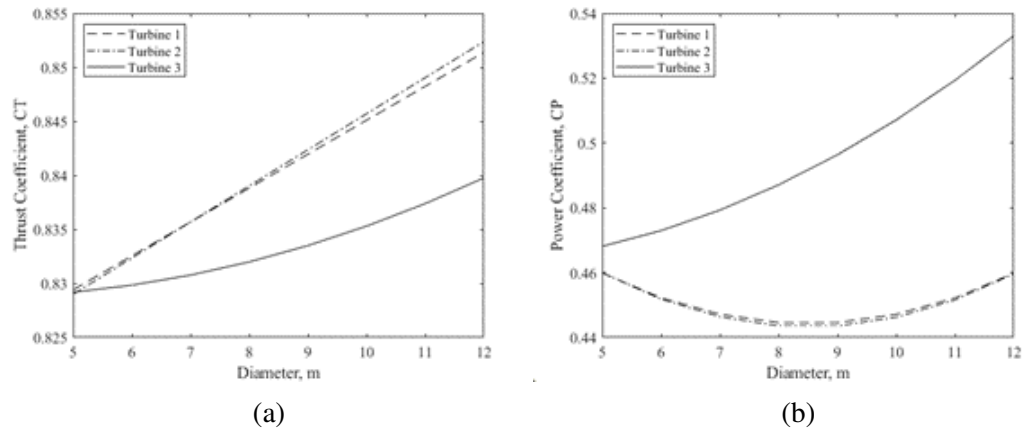 0.855
0.85
0.845
0.84
0.835
0.83
0.825
Thrust Coefficient, CT
Turbine 1
Turbine 2
Turbine 3
5 6 7 8 9 10 11 12
Diameter, m
(a)
0.54
0.52
0.5
0.48
0.46
0.44
Power Coefficient, CP
Turbine 1
Turbine 2
Turbine 3
5 6 7 8 9 10 11 12
Diameter, m
(b)